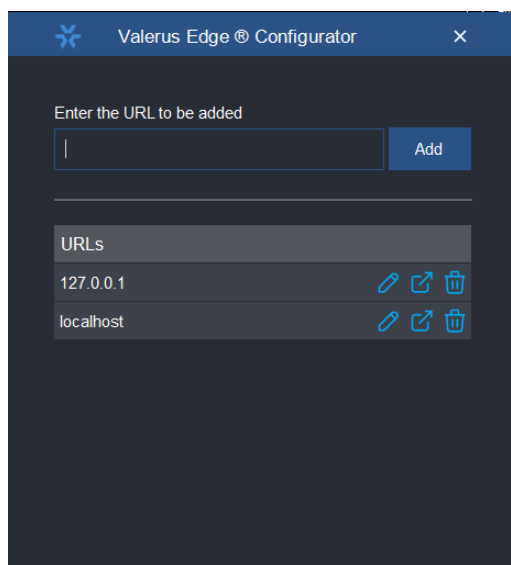 Valerus Edge ® Configurator
Enter the URL to be added
Add
URLs
127.0.0.1
localhost